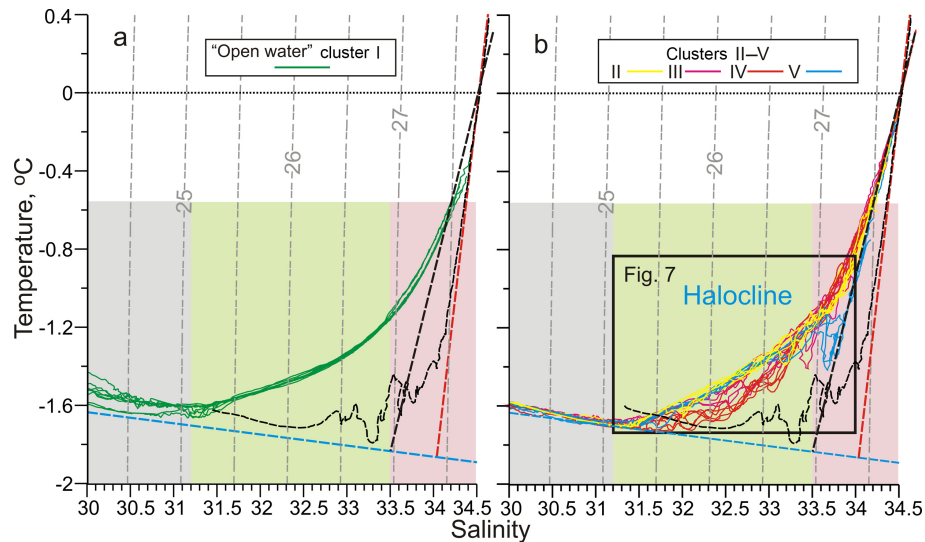 a
"Open water" cluster I
b
Clusters II–V
II III IV V
Temperature, °C
0.4
0
-0.4
-0.8
-1.2
-1.6
-2
25
26
27
25
26
27
Fig. 7
Halocline
30 30.5 31 31.5 32 32.5 33 33.5 34 34.5
30 30.5 31 31.5 32 32.5 33 33.5 34 34.5
Salinity